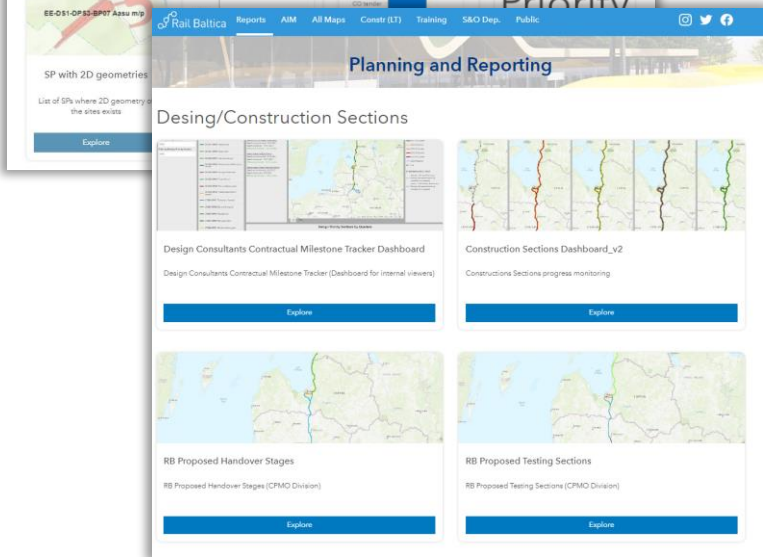 EE-DS1-DPS3-BP07 Aasu m/p
SP with 2D geometries
List of SPs where 2D geometry o
the sites exists
Explore
CO tender
Priority
Rail Baltica Reports AIM All Maps Constr (LT) Training S&O Dep. Public
Planning and Reporting
Desing/Construction Sections
Design Consultants Contractual Milestone Tracker Dashboard
Design Consultants Contractual Milestone Tracker (Dashboard for internal viewers)
Explore
Construction Sections Dashboard_v2
Constructions Sections progress monitoring
Explore
RB Proposed Handover Stages
RB Proposed Handover Stages (CPMO Division)
Explore
RB Proposed Testing Sections
RB Proposed Testing Sections (CPMO Division)
Explore